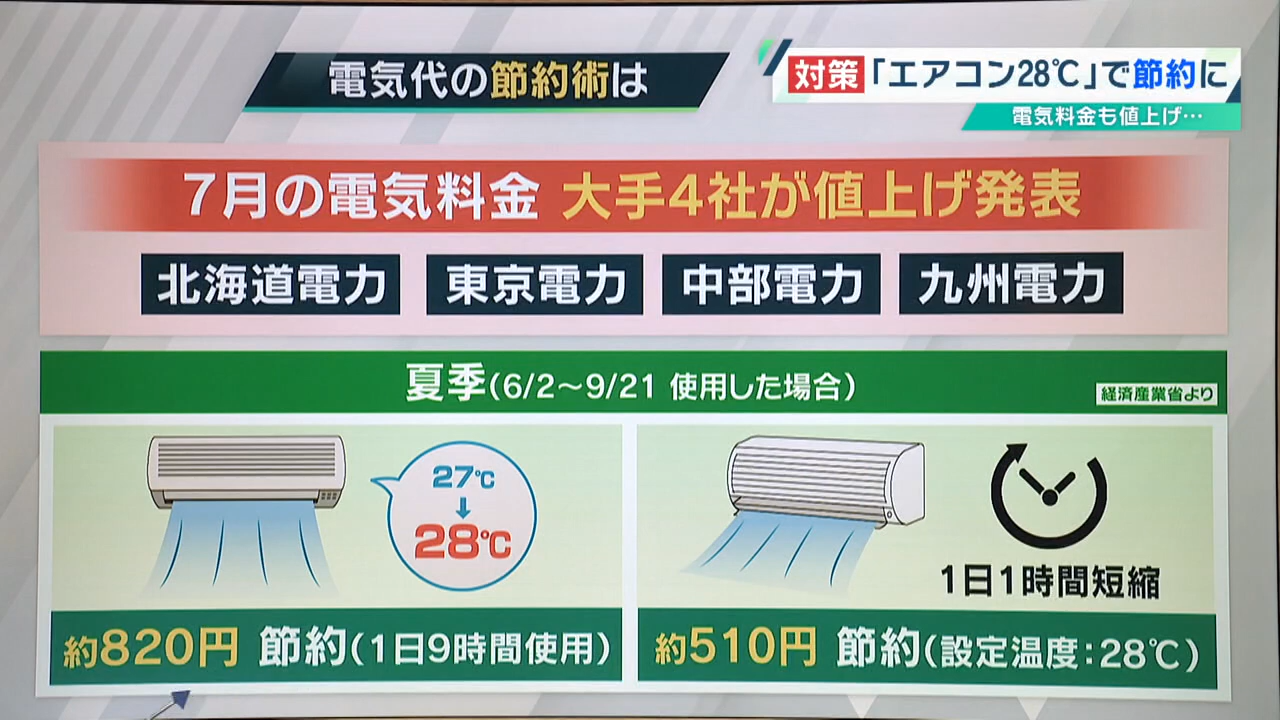 電気代の節約術は
対策「エアコン28℃」で節約に
電気料金も値上げ…
7月の電気料金 大手4社が値上げ発表
北海道電力 東京電力 中部電力 九州電力
夏季(6/2～9/21 使用した場合)
経済産業省より
27℃
↓
28℃
1日1時間短縮
約820円 節約(1日9時間使用)
約510円 節約(設定温度:28℃)